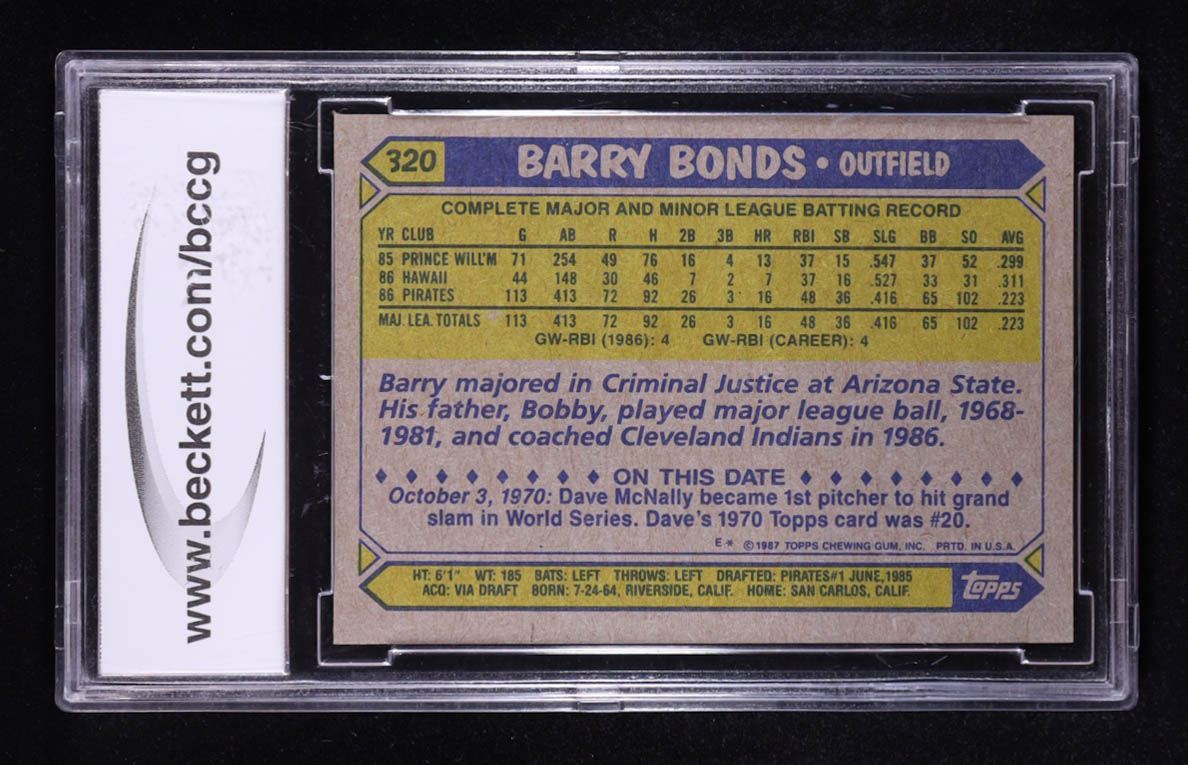 www.beckett.com/bccg
320 BARRY BONDS • OUTFIELD
COMPLETE MAJOR AND MINOR LEAGUE BATTING RECORD
YR CLUB G AB R H 2B 3B HR RBI SB SLG BB SO AVG
85 PRINCE WILL'M 71 254 49 76 16 4 13 37 15 .547 37 52 .299
86 HAWAII 44 148 30 46 7 2 7 37 16 .527 33 31 .311
86 PIRATES 113 413 72 92 26 3 16 48 36 .416 65 102 .223
MAJ. LEA. TOTALS 113 413 72 92 26 3 16 48 36 .416 65 102 .223
GW-RBI (1986): 4 GW-RBI (CAREER): 4
Barry majored in Criminal Justice at Arizona State.
His father, Bobby, played major league ball, 1968-
1981, and coached Cleveland Indians in 1986.
♦ ♦ ♦ ♦ ♦ ♦ ♦ ♦ ON THIS DATE ♦ ♦ ♦ ♦ ♦ ♦ ♦ ♦
October 3, 1970: Dave McNally became 1st pitcher to hit grand
slam in World Series. Dave's 1970 Topps card was #20.
E* © 1987 TOPPS CHEWING GUM, INC. PRTD. IN U.S.A.
HT: 6'1" WT: 185 BATS: LEFT THROWS: LEFT DRAFTED: PIRATES#1 JUNE,1985
ACQ: VIA DRAFT BORN: 7-24-64, RIVERSIDE, CALIF. HOME: SAN CARLOS, CALIF.
topps